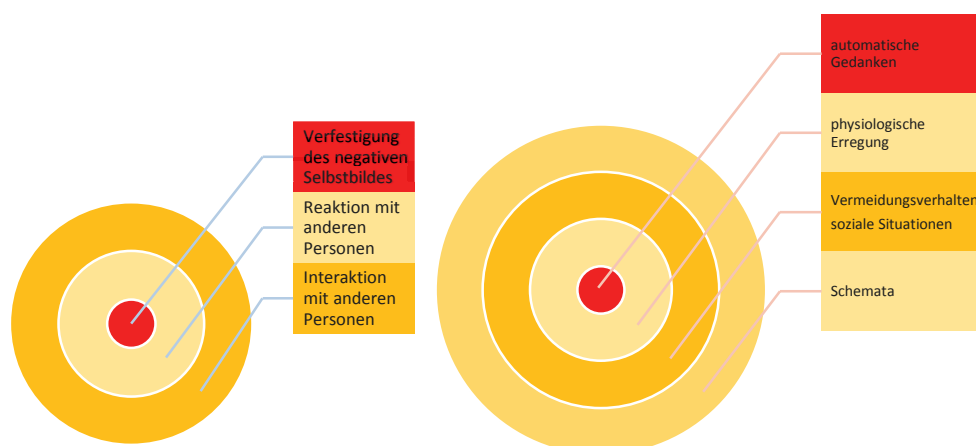 Verfestigung
des negativen
Selbstbildes
Reaktion mit
anderen
Personen
Interaktion
mit anderen
Personen
automatische
Gedanken
physiologische
Erregung
Vermeidungsverhalten
soziale Situationen
Schemata